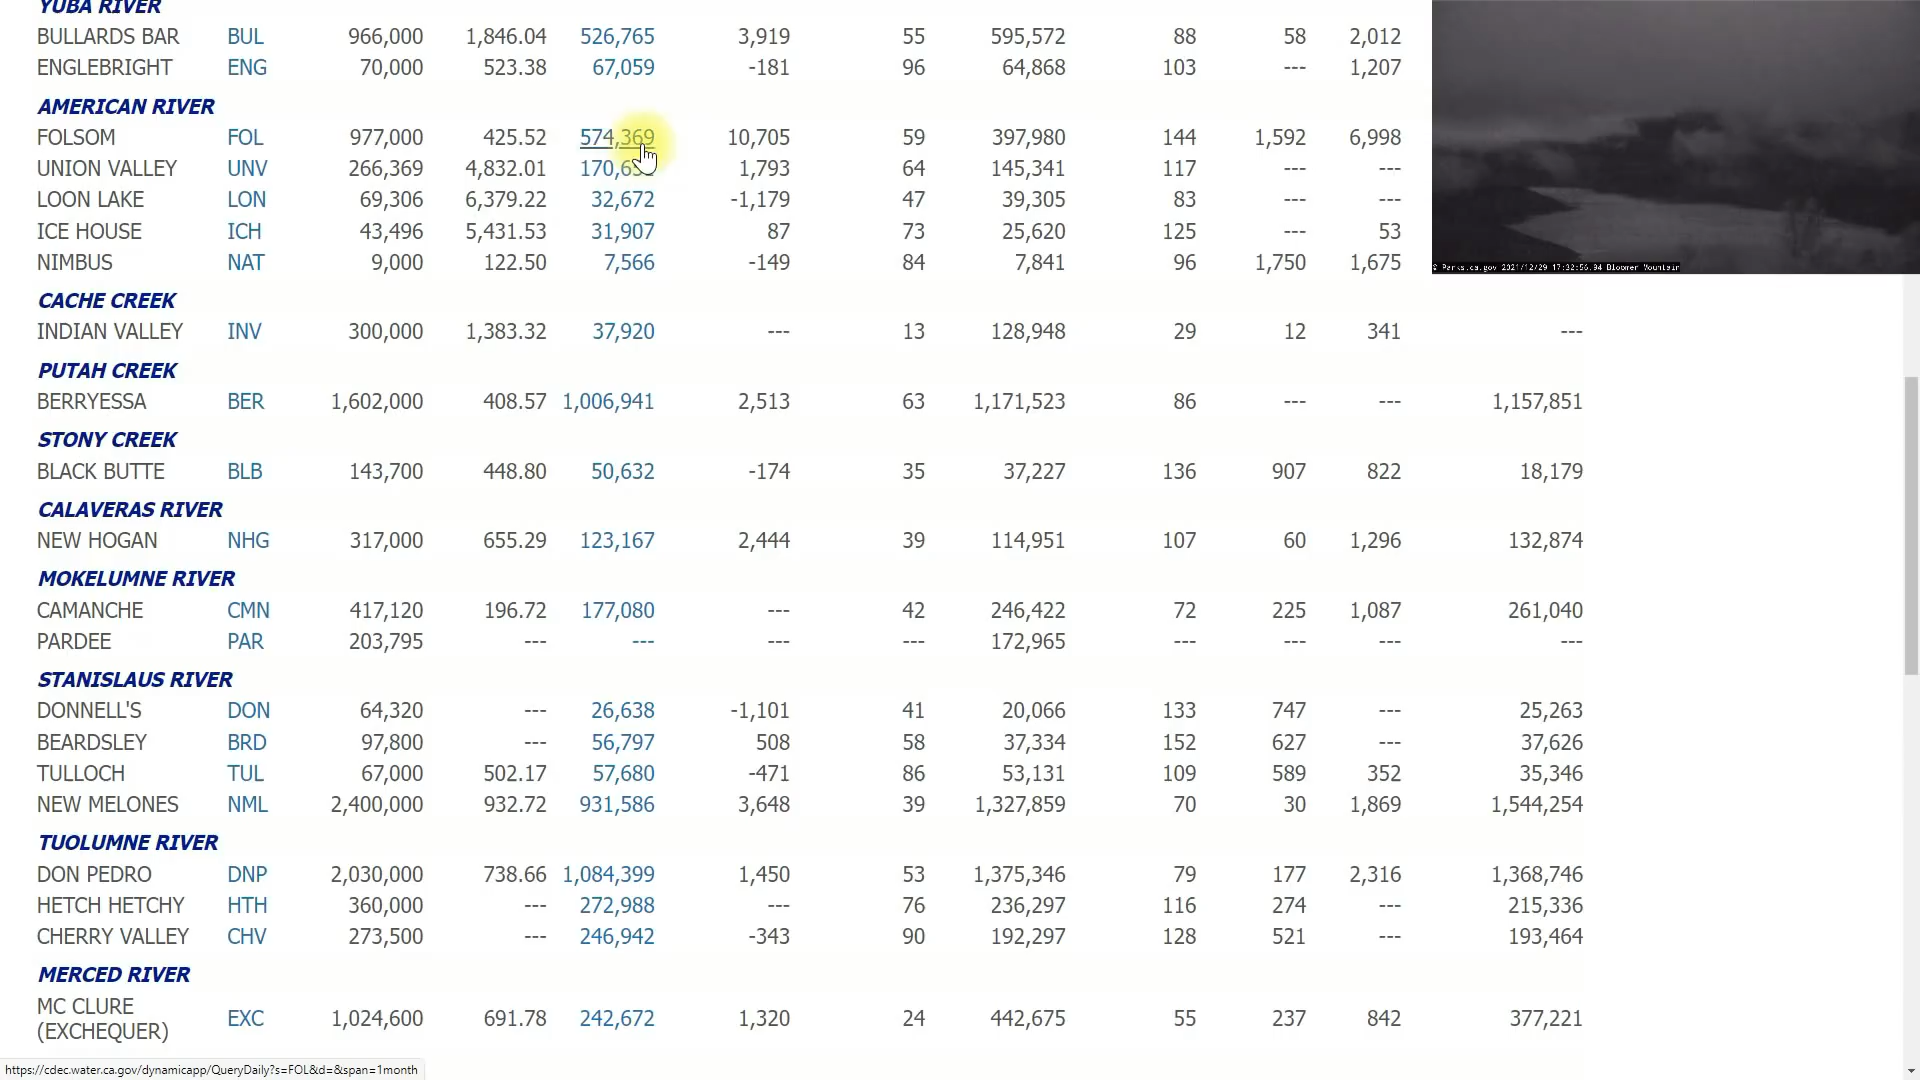 YUBA RIVER
BULLARDS BAR BUL 966,000 1,846.04 526,765 3,919 55 595,572 88 58 2,012
ENGLEBRIGHT ENG 70,000 523.38 67,059 -181 96 64,868 103 --- 1,207
AMERICAN RIVER
FOLSOM FOL 977,000 425.52 574,369 10,705 59 397,980 144 1,592 6,998
UNION VALLEY UNV 266,369 4,832.01 1,793 64 145,341 117 --- ---
LOON LAKE LON 69,306 6,379.22 32,672 -1,179 47 39,305 83 --- ---
ICE HOUSE ICH 43,496 5,431.53 31,907 87 73 25,620 125 --- 53
NIMBUS NAT 9,000 122.50 7,566 -149 84 7,841 96 1,750 1,675
© Parks.ca.gov 2021/12/29 17:32:56.94 Bloomer Mountain
CACHE CREEK
INDIAN VALLEY INV 300,000 1,383.32 37,920 --- 13 128,948 29 12 341 ---
PUTAH CREEK
BERRYESSA BER 1,602,000 408.57 1,006,941 2,513 63 1,171,523 86 --- --- 1,157,851
STONY CREEK
BLACK BUTTE BLB 143,700 448.80 50,632 -174 35 37,227 136 907 822 18,179
CALAVERAS RIVER
NEW HOGAN NHG 317,000 655.29 123,167 2,444 39 114,951 107 60 1,296 132,874
MOKELUMNE RIVER
CAMANCHE CMN 417,120 196.72 177,080 --- 42 246,422 72 225 1,087 261,040
PARDEE PAR 203,795 --- --- --- --- 172,965 --- --- --- ---
STANISLAUS RIVER
DONNELL'S DON 64,320 --- 26,638 -1,101 41 20,066 133 747 --- 25,263
BEARDSLEY BRD 97,800 --- 56,797 508 58 37,334 152 627 --- 37,626
TULLOCH TUL 67,000 502.17 57,680 -471 86 53,131 109 589 352 35,346
NEW MELONES NML 2,400,000 932.72 931,586 3,648 39 1,327,859 70 30 1,869 1,544,254
TUOLUMNE RIVER
DON PEDRO DNP 2,030,000 738.66 1,084,399 1,450 53 1,375,346 79 177 2,316 1,368,746
HETCH HETCHY HTH 360,000 --- 272,988 --- 76 236,297 116 274 --- 215,336
CHERRY VALLEY CHV 273,500 --- 246,942 -343 90 192,297 128 521 --- 193,464
MERCED RIVER
MC CLURE
(EXCHEQUER) EXC 1,024,600 691.78 242,672 1,320 24 442,675 55 237 842 377,221
https://cdec.water.ca.gov/dynamicapp/QueryDaily?s=FOL&d=&span=1month